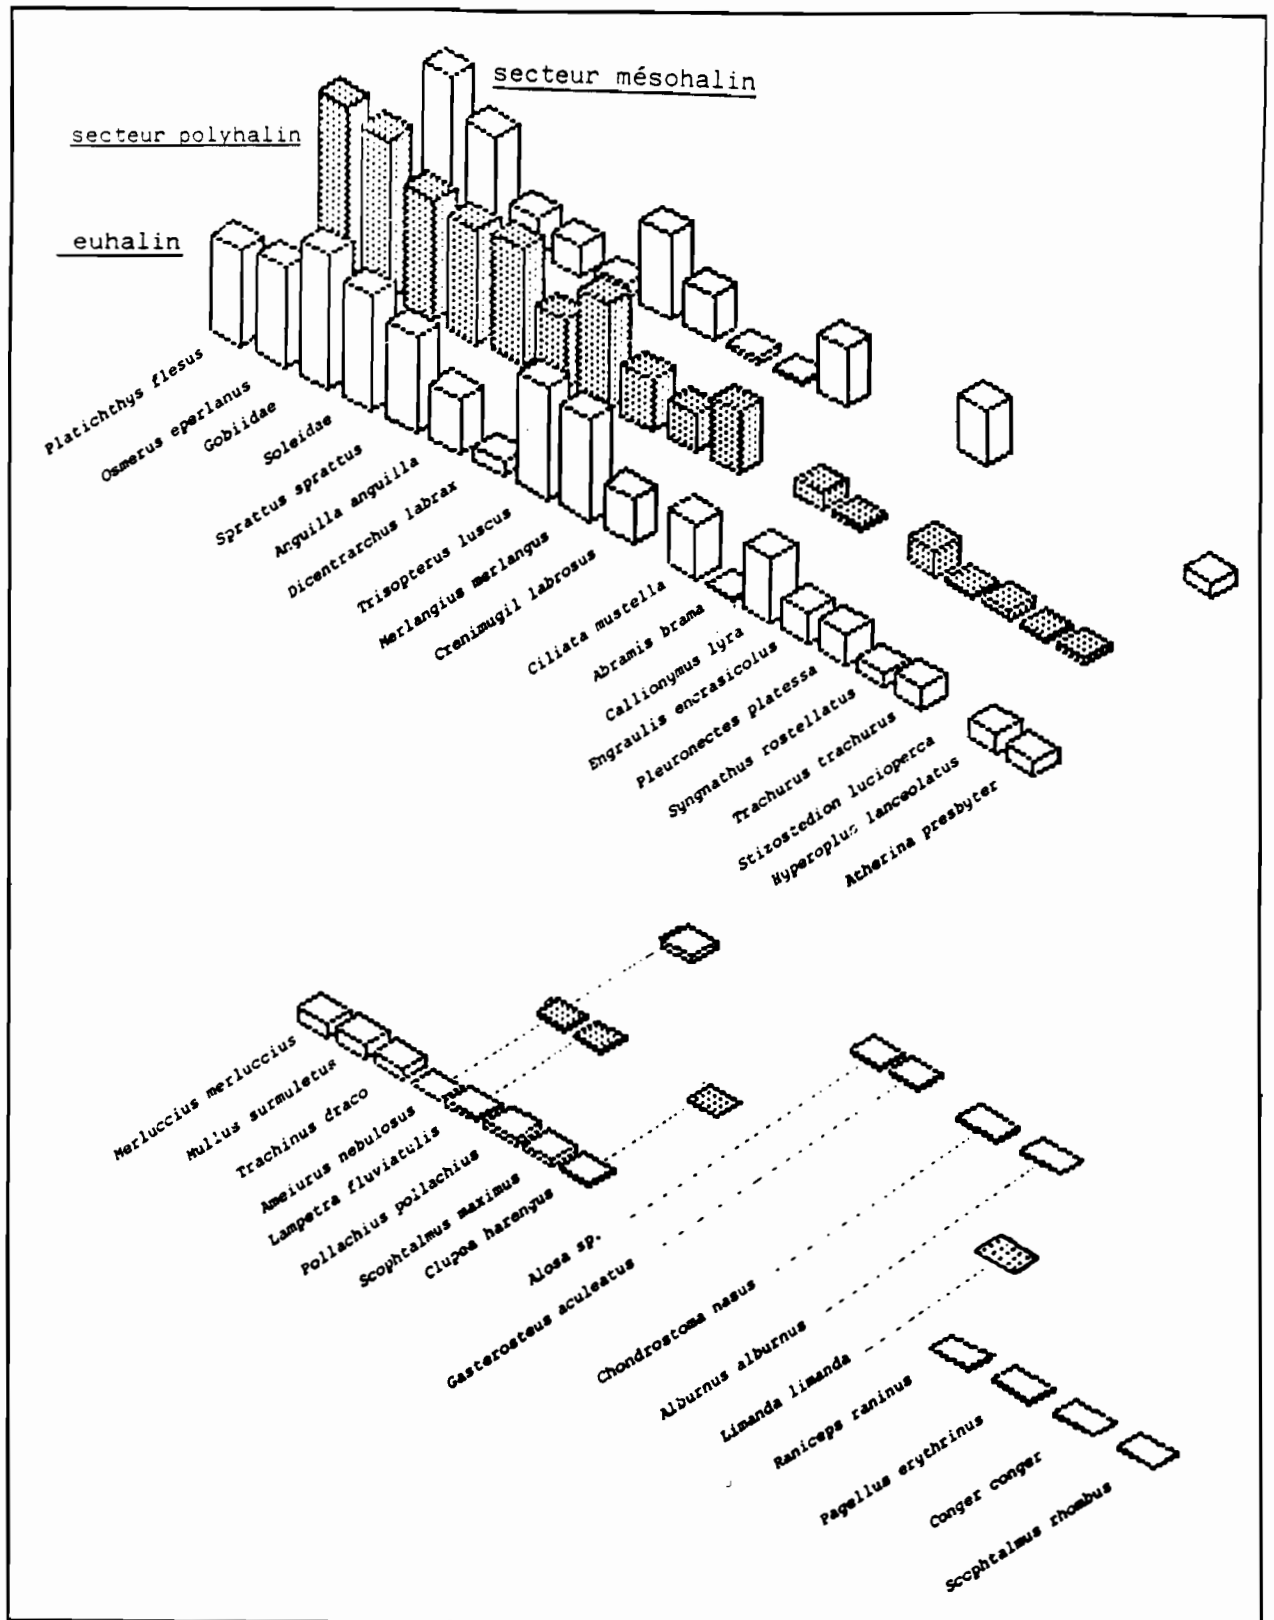 secteur mésohalin
secteur polyhalin
euhalin
Platichthys flesus
Osmerus eperlanus
Gobiidae
Soleidae
Sprattus sprattus
Anguilla anguilla
Dicentrarchus labrax
Trisopterus luscus
Merlangius merlangus
Crenimugil labrosus
Ciliata mustella
Abramis brama
Callionymus lyra
Engraulis encrasicolus
Pleuronectes platessa
Syngnathus rostellatus
Trachurus trachurus
Stizostedion lucioperca
Hyperoplus lanceolatus
Atherina presbyter
Merluccius merluccius
Mullus surmuletus
Trachinus draco
Ameiurus nebulosus
Lampetra fluviatulis
Pollachius pollachius
Scophtalmus maximus
Clupea harengus
Alosa sp.
Gasterosteus aculeatus
Chondrostoma nasus
Alburnus alburnus
Limanda limanda
Raniceps raninus
Pagellus erythrinus
Conger conger
Scophtalmus rhombus